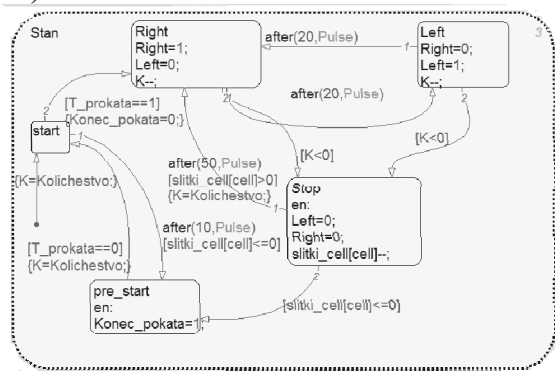 Stan
3
Right
Right=1;
Left=0;
K--;
after(20,Pulse)
1
Left
Right=0;
Left=1;
K--;
2
[T_prokata==1]
{Konec_pokata=0;}
21
after(20,Pulse)
2
start
1
[K<0]
[K<0]
after(50,Pulse)
[slitki_cell[cell]>0]
{K=Kolichestvo;}
1
{K=Kolichestvo;}
Stop
en:
Left=0;
Right=0;
slitki_cell[cell]--;
after(10,Pulse)
[slitki_cell[cell]<=0]
[T_prokata==0]
{K=Kolichestvo;}
2
pre_start
en:
Konec_pokata=1;
[slitki_cell[cell]<=0]